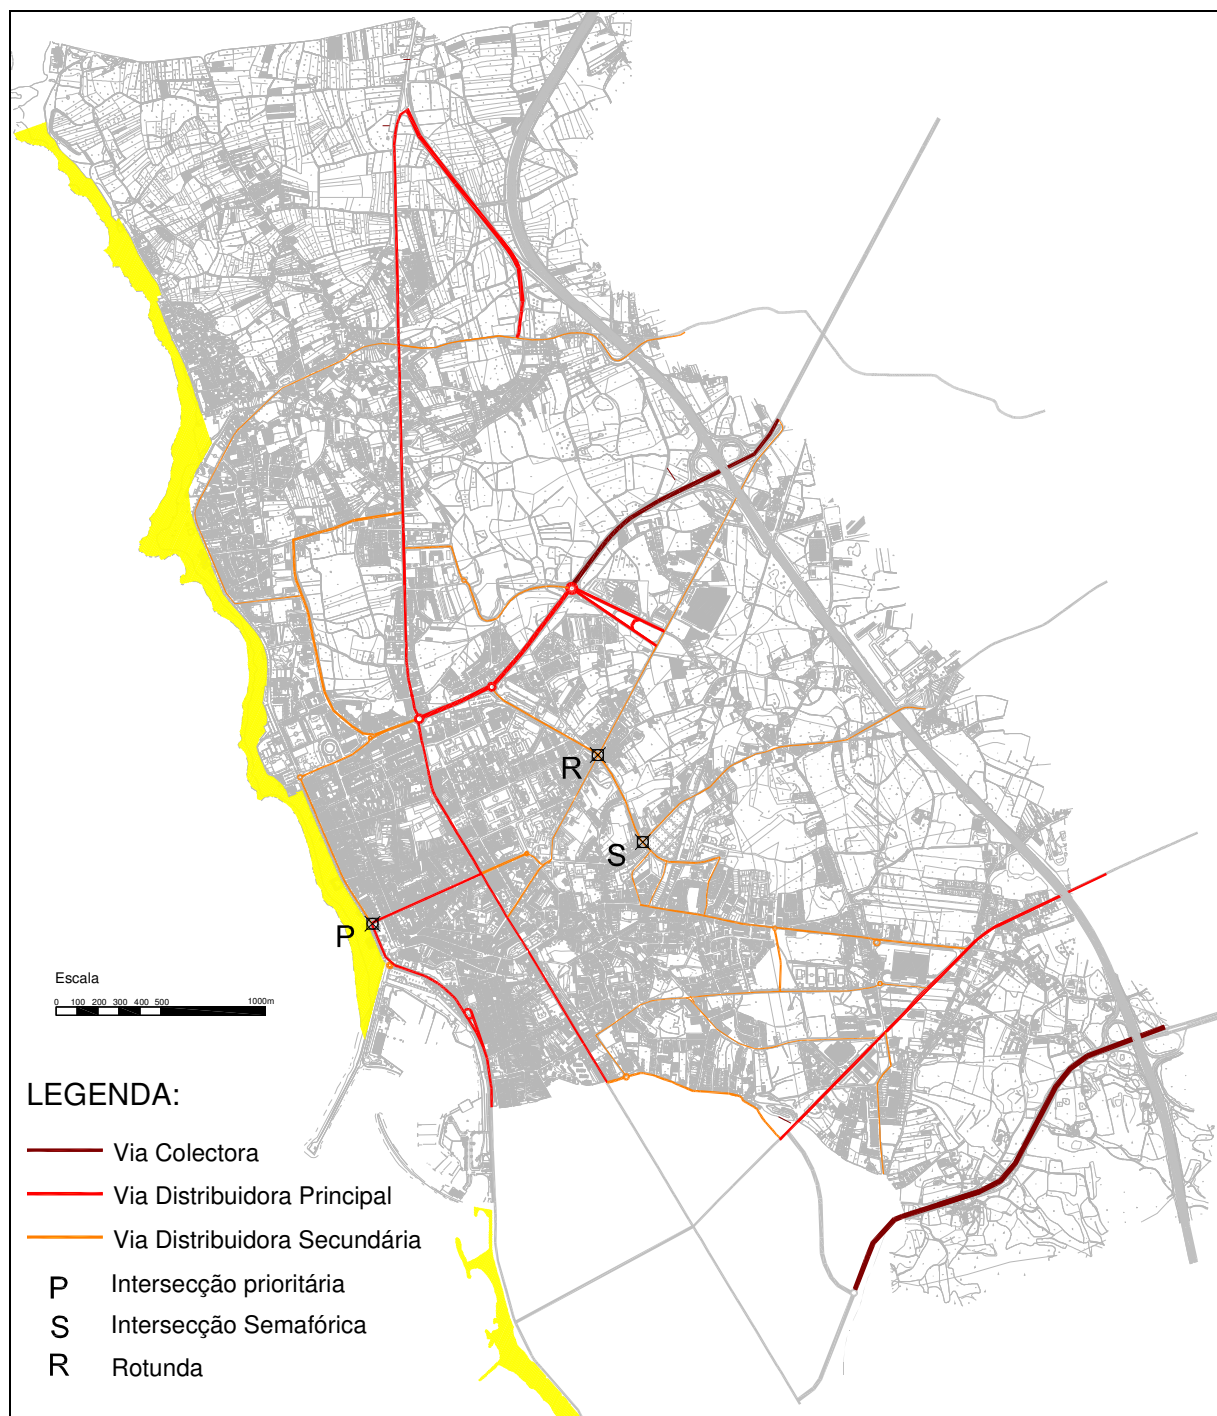 R
S
P
Escala
0 100 200 300 400 500 1000m
LEGENDA:
Via Colectora
Via Distribuidora Principal
Via Distribuidora Secundária
P Intersecção prioritária
S Intersecção Semafórica
R Rotunda